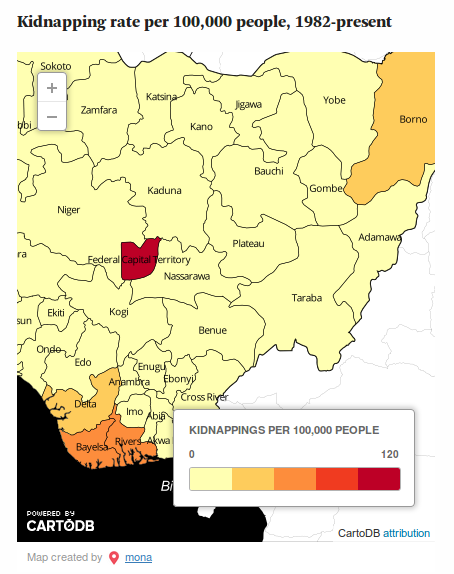 Kidnapping rate per 100,000 people, 1982-present
Sokoto
+
−
Zamfara
Katsina
Jigawa
Yobe
Borno
Kano
bbi
Bauchi
Gombe
Kaduna
Niger
Adamawa
Plateau
ra
Federal Capital Territory
Nassarawa
Taraba
Ekiti
Kogi
sun
Benue
Ondo
Edo
Enugu
Anambra
Ebonyi
Cross River
Delta
Imo
Abia
Bayelsa
Rivers
Akwa
KIDNAPPINGS PER 100,000 PEOPLE
0 120
Bi
POWERED BY
CARTODB
CartoDB attribution
Map created by mona